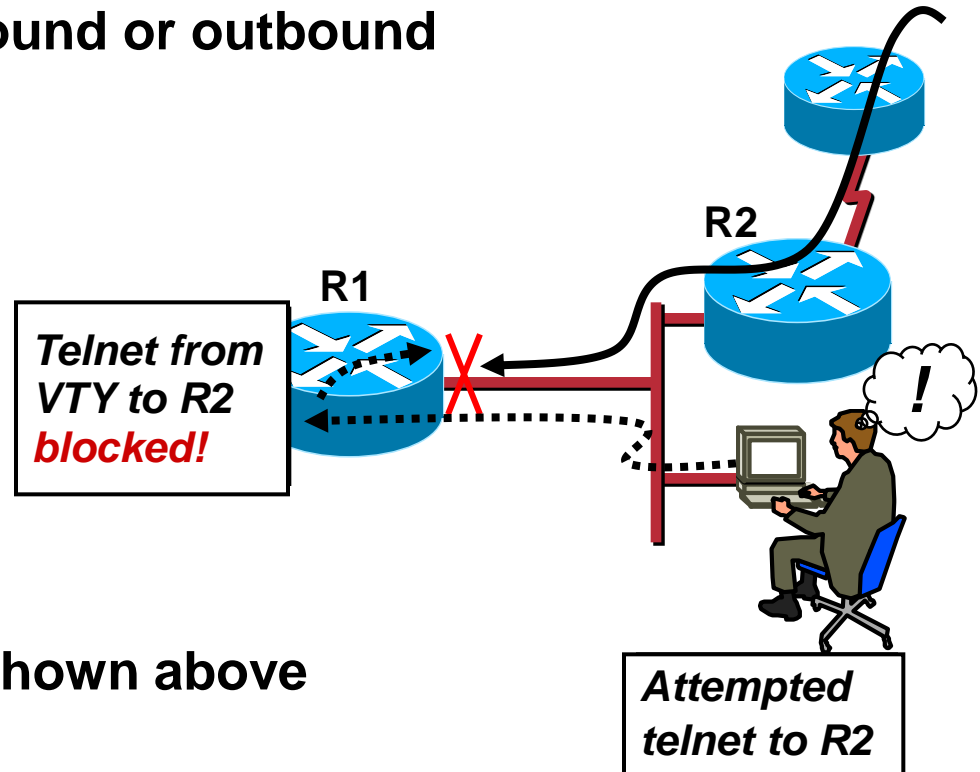 ound or outbound
R2
R1
Telnet from
VTY to R2
blocked!
!
hown above
Attempted
telnet to R2